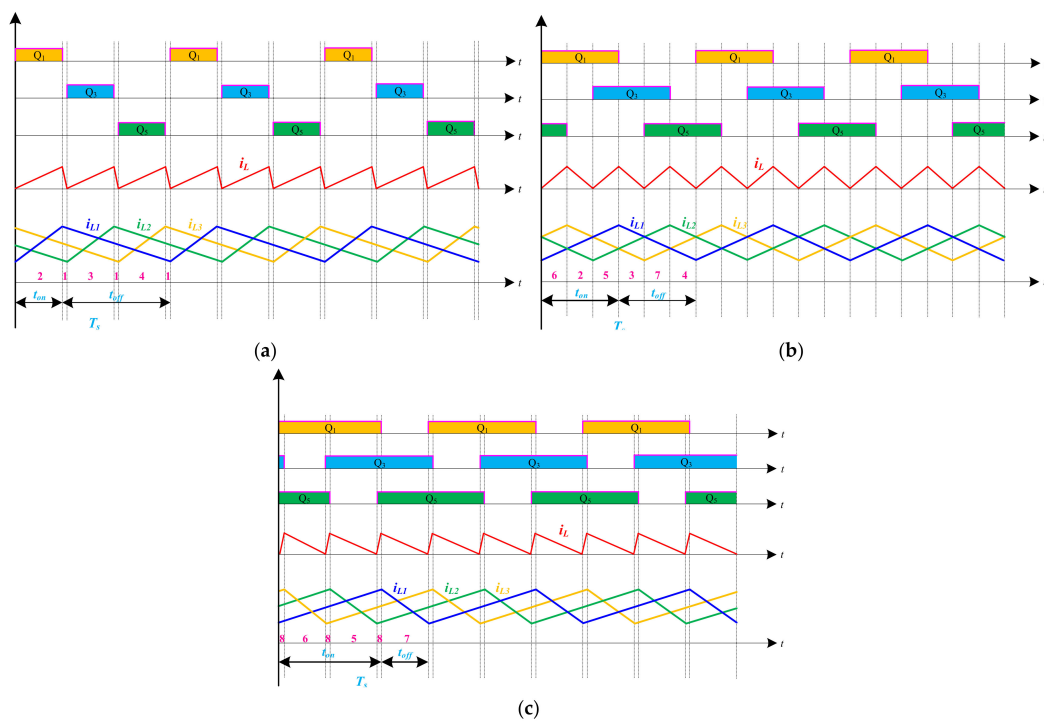 Q1 Q1 Q1 t
Q3 Q3 Q3 t
Q5 Q5 Q5 t
iL t
iL1 iL2 iL3
2 1 3 1 4 1 t
ton toff
Ts
(a)
Q1 Q1 Q1
Q3 Q3 Q3
Q5 Q5 Q5
iL
iL1 iL2 iL3
6 2 5 3 7 4
ton toff
(b)
Q1 Q1 Q1 t
Q3 Q3 Q3 t
Q5 Q5 Q5 Q5 t
iL t
iL1 iL2 iL3
8 6 8 5 8 7 t
ton toff
Ts
(c)